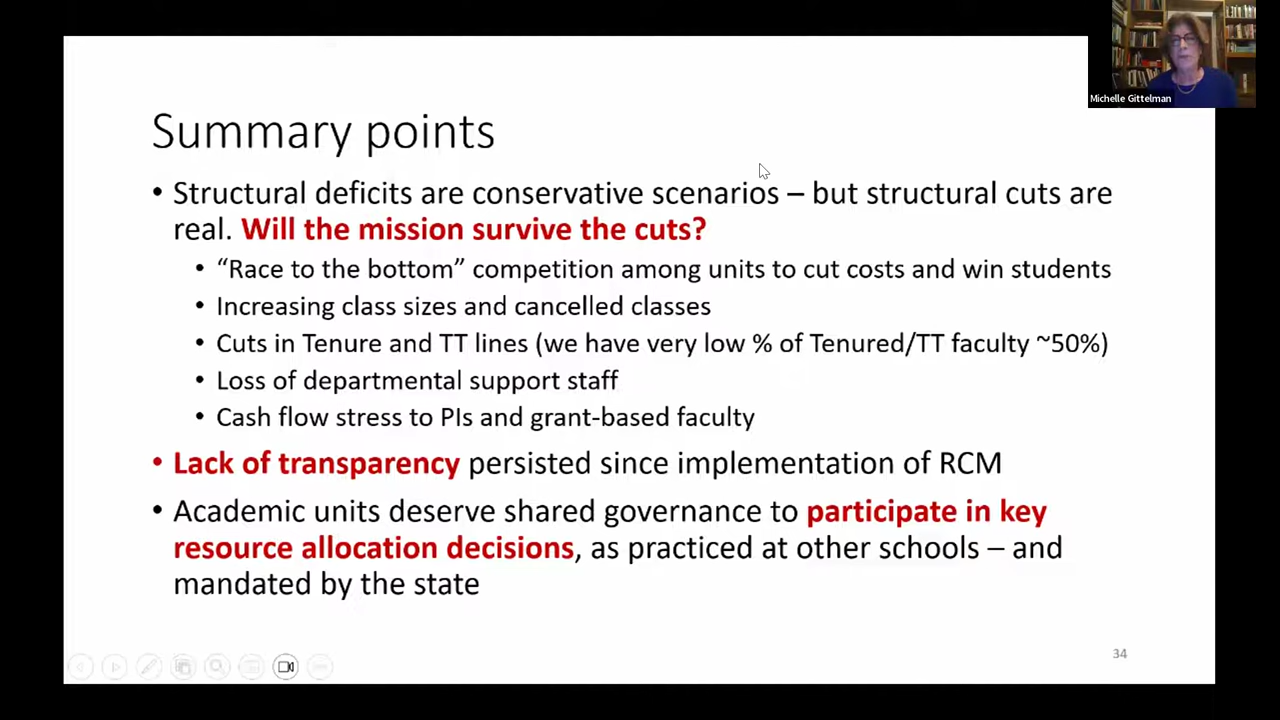 Michelle Gittelman
Summary points
• Structural deficits are conservative scenarios – but structural cuts are
real. Will the mission survive the cuts?
• “Race to the bottom” competition among units to cut costs and win students
• Increasing class sizes and cancelled classes
• Cuts in Tenure and TT lines (we have very low % of Tenured/TT faculty ~50%)
• Loss of departmental support staff
• Cash flow stress to PIs and grant-based faculty
• Lack of transparency persisted since implementation of RCM
• Academic units deserve shared governance to participate in key
resource allocation decisions, as practiced at other schools – and
mandated by the state
34